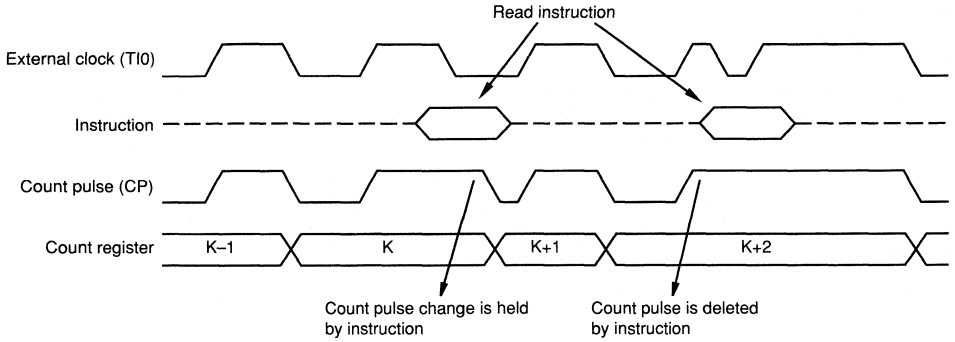 Read instruction
External clock (TI0)
Instruction
Count pulse (CP)
Count register
K–1
K
K+1
K+2
Count pulse change is held
by instruction
Count pulse is deleted
by instruction